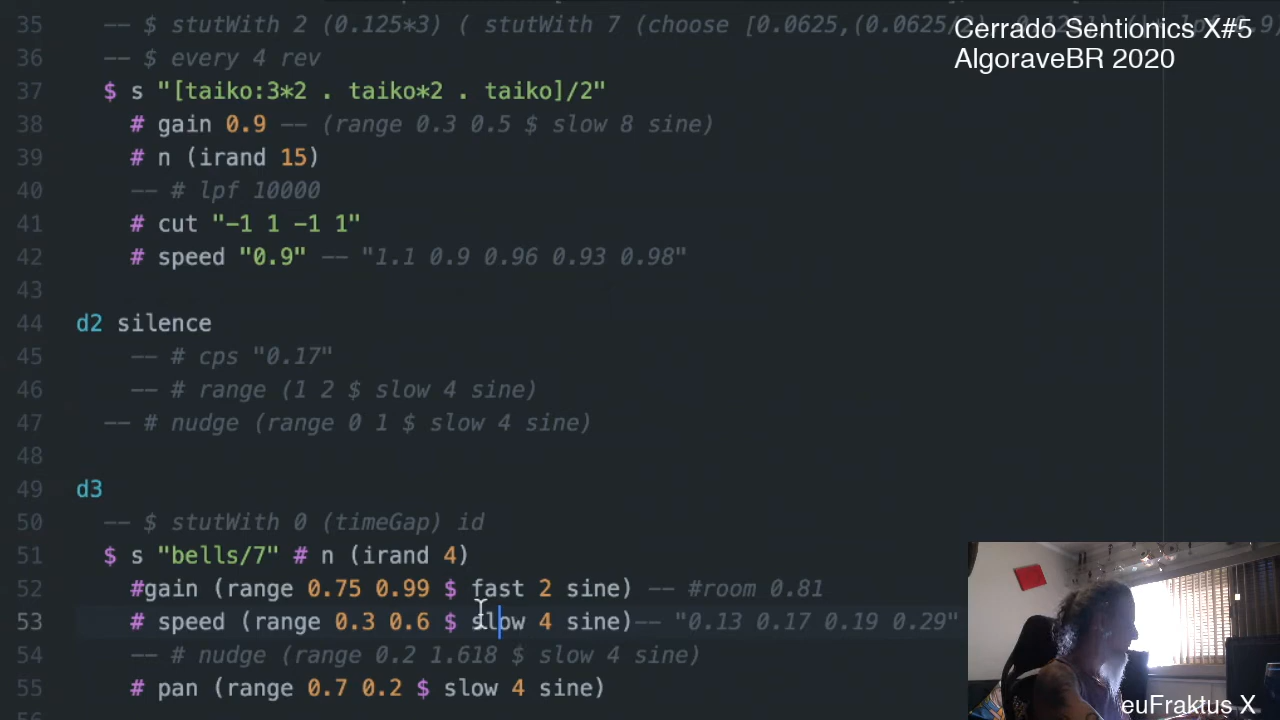 Cerrado Sentionics X#5
AlgoraveBR 2020
35 -- $ stutWith 2 (0.125*3) ( stutWith 7 (choose [0.0625,(0.0625/
36 -- $ every 4 rev
37 $ s "[taiko:3*2 . taiko*2 . taiko]/2"
38 # gain 0.9 -- (range 0.3 0.5 $ slow 8 sine)
39 # n (irand 15)
40 -- # lpf 10000
41 # cut "-1 1 -1 1"
42 # speed "0.9" -- "1.1 0.9 0.96 0.93 0.98"
43
44 d2 silence
45 -- # cps "0.17"
46 -- # range (1 2 $ slow 4 sine)
47 -- # nudge (range 0 1 $ slow 4 sine)
48
49 d3
50 -- $ stutWith 0 (timeGap) id
51 $ s "bells/7" # n (irand 4)
52 #gain (range 0.75 0.99 $ fast 2 sine) -- #room 0.81
53 # speed (range 0.3 0.6 $ slow 4 sine)-- "0.13 0.17 0.19 0.29"
54 -- # nudge (range 0.2 1.618 $ slow 4 sine)
55 # pan (range 0.7 0.2 $ slow 4 sine)
euFraktus X